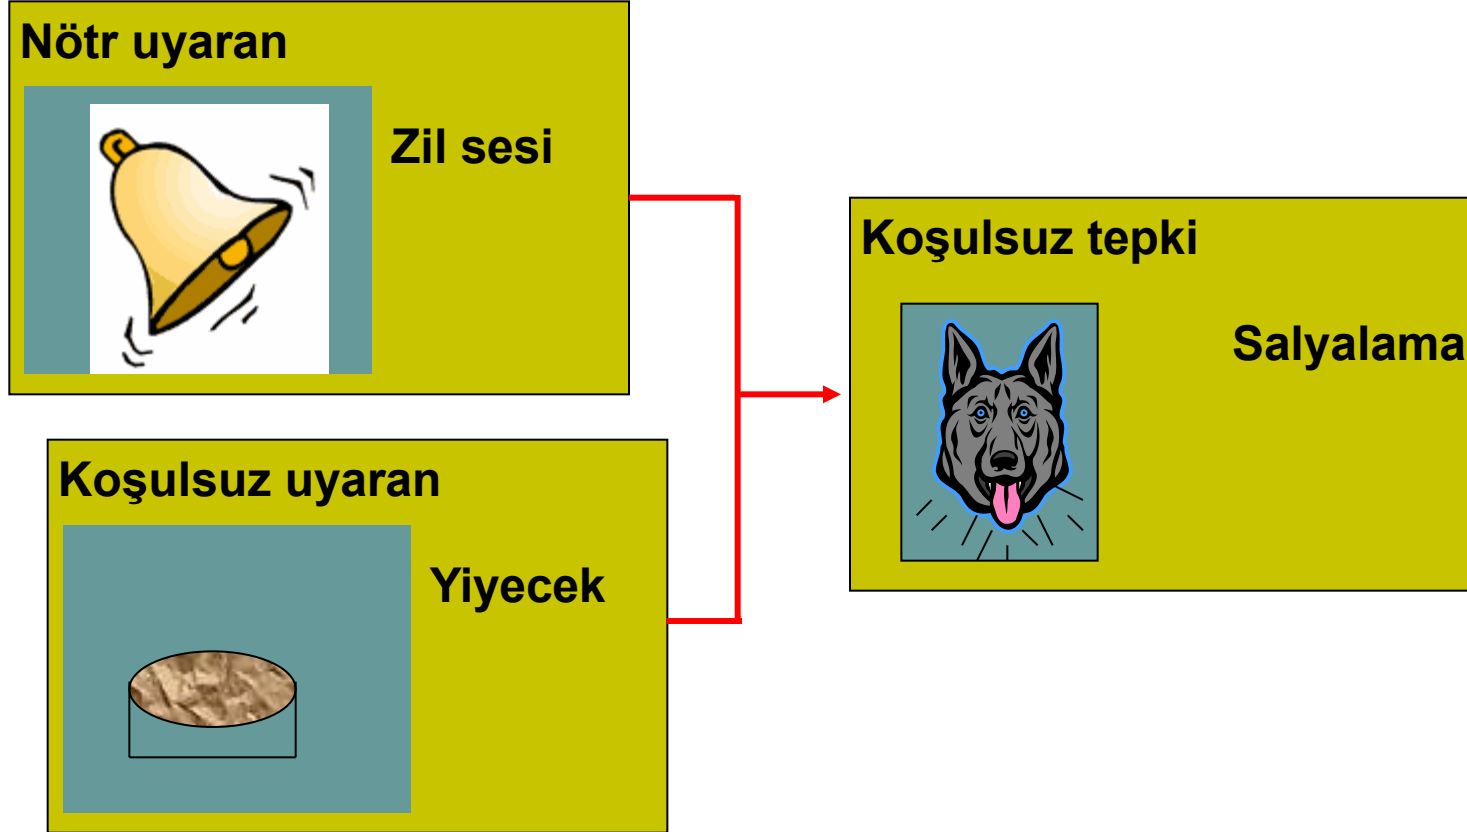 Nötr uyaran
Zil sesi
Koşulsuz uyaran
Yiyecek
Koşulsuz tepki
Salyalama